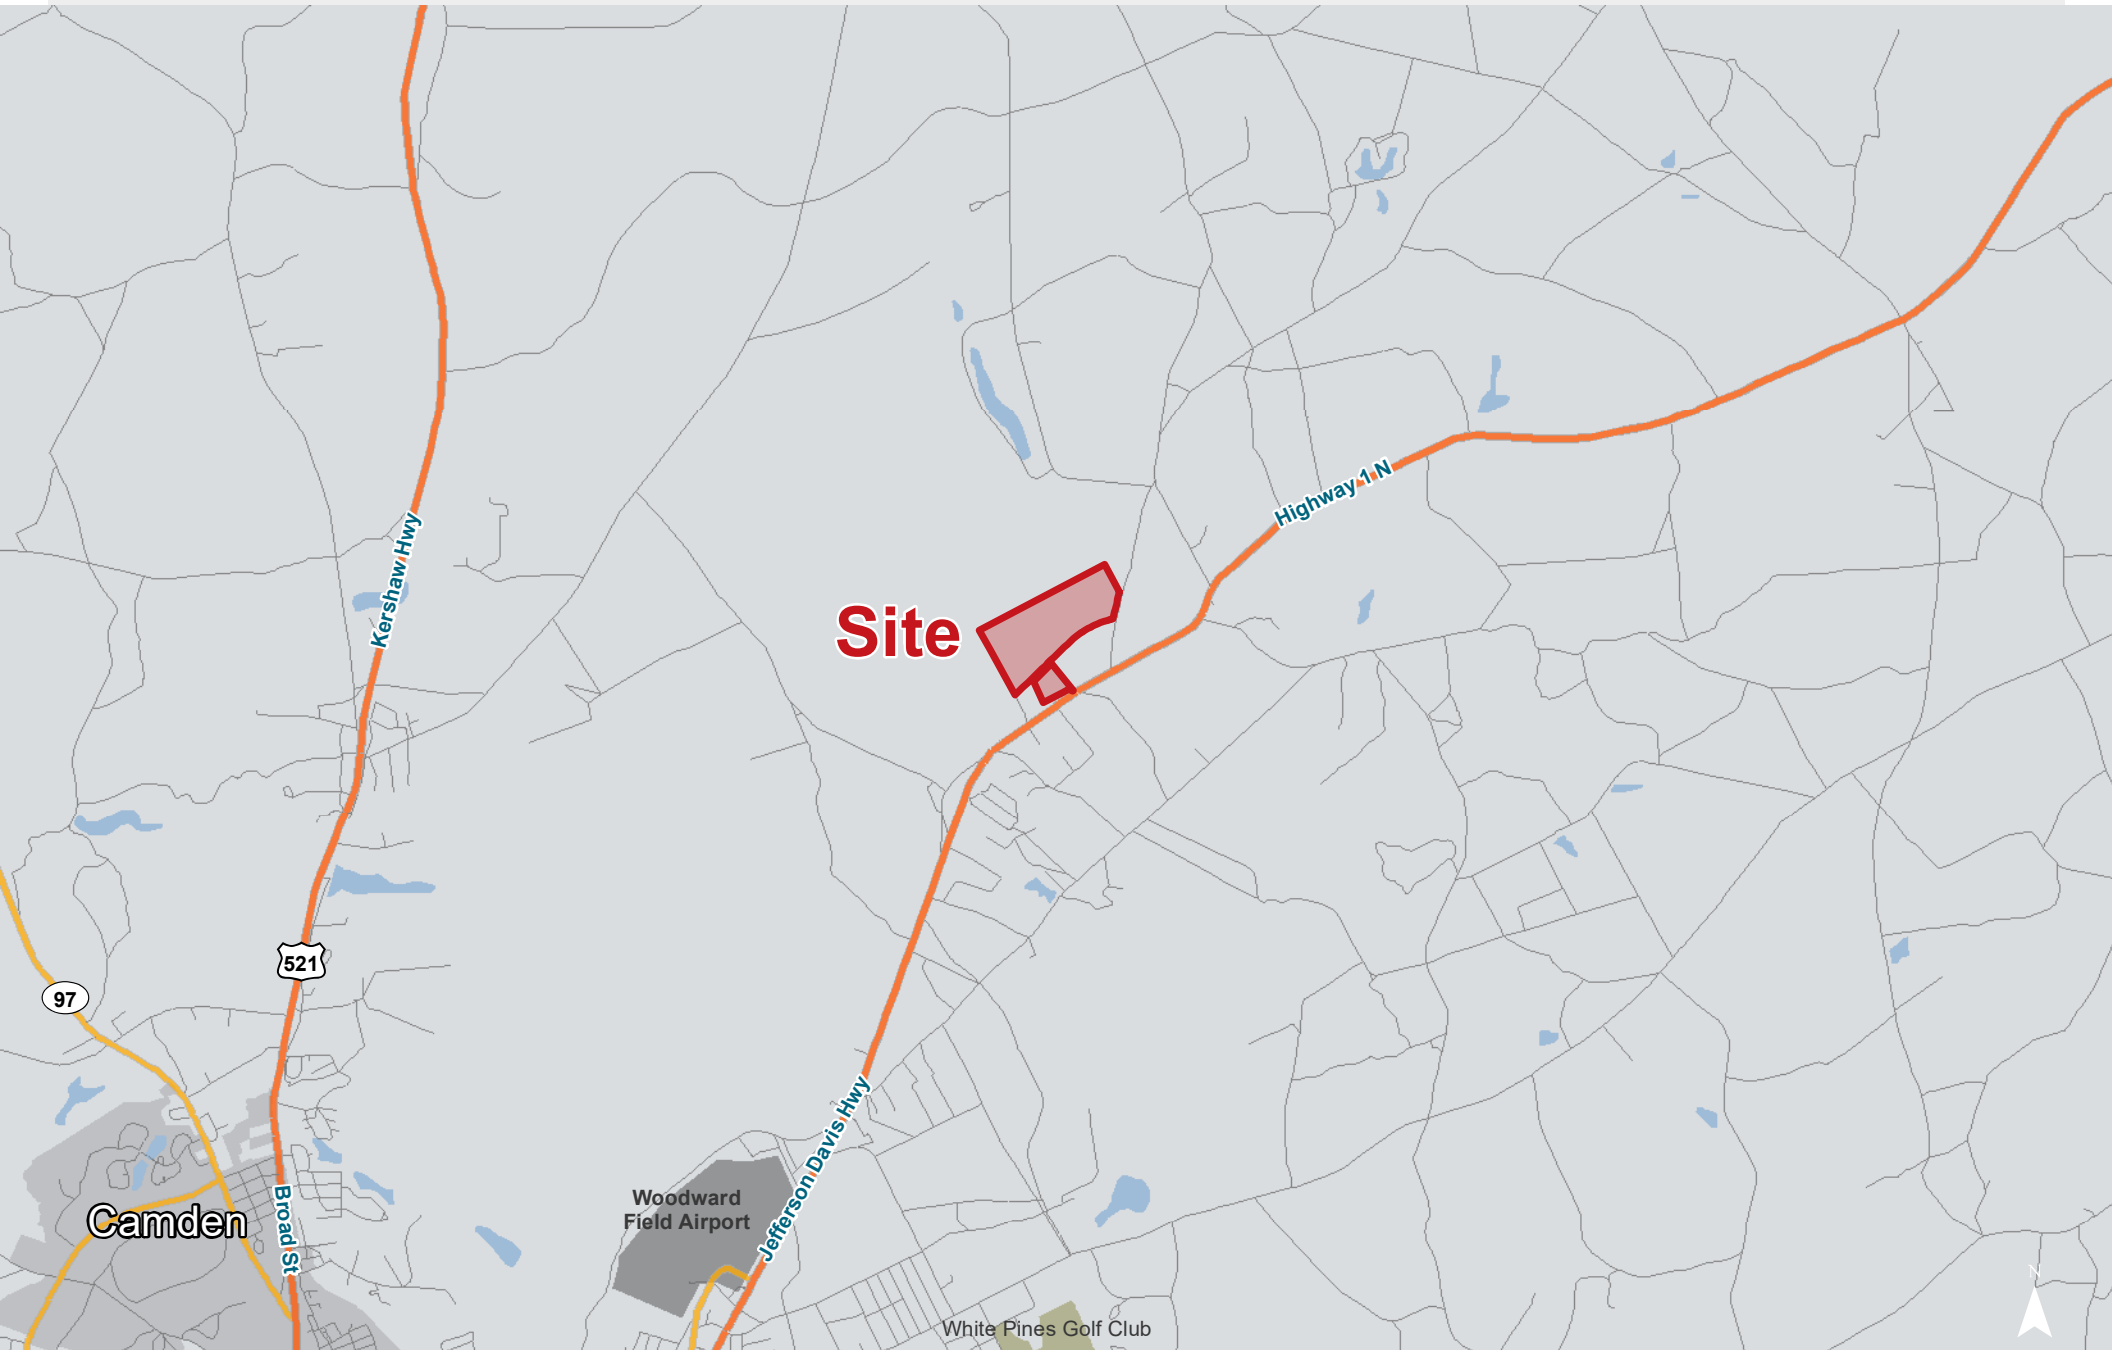 Highway 1 N
Kershaw Hwy
Site
521
97
Jefferson Davis Hwy
Woodward
Field Airport
Camden
Broad St
N
White Pines Golf Club